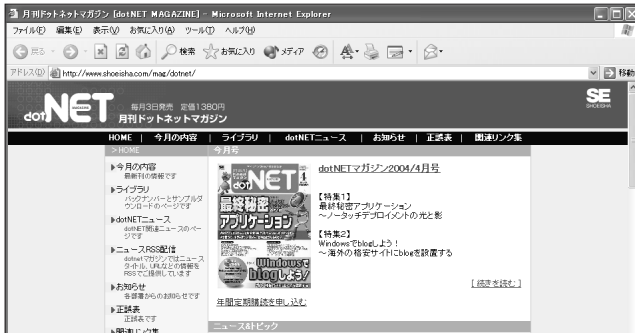 月刊ドットネットマガジン [dotNET MAGAZINE] - Microsoft Internet Explorer
ファイル(F) 編集(E) 表示(V) お気に入り(A) ツール(T) ヘルプ(H)
戻る 検索 お気に入り メディア
アドレス(D) http://www.shoeisha.com/mag/dotnet/ 移動
dotNET
毎月3日発売 定価1380円
月刊ドットネットマガジン
SE
SHOEISHA
HOME | 今月の内容 | ライブラリ | dotNETニュース | お知らせ | 正誤表 | 関連リンク集
>HOME
今月号
今月の内容
最新刊の情報です
ライブラリ
バックナンバーとサンプルダ
ウンロードのページです
dotNETニュース
dotNET関連ニュースのペー
ジです
ニュースRSS配信
dotnetマガジンではニュース
タイトル、URLなどの情報を
RSSでご提供しています
お知らせ
各部署からのお知らせです
正誤表
正誤表です
関連リンク集
dotNET
最終秘密
アプリケーション
Windowsで
blogしよう!
年間定期購読を申し込む
dotNETマガジン2004/4月号
【特集1】
最終秘密アプリケーション
～ノータッチデプロイメントの光と影
【特集2】
Windowsでblogしよう!
～海外の格安サイトにblogを設置する
[続きを読む]
ニュース&トピック